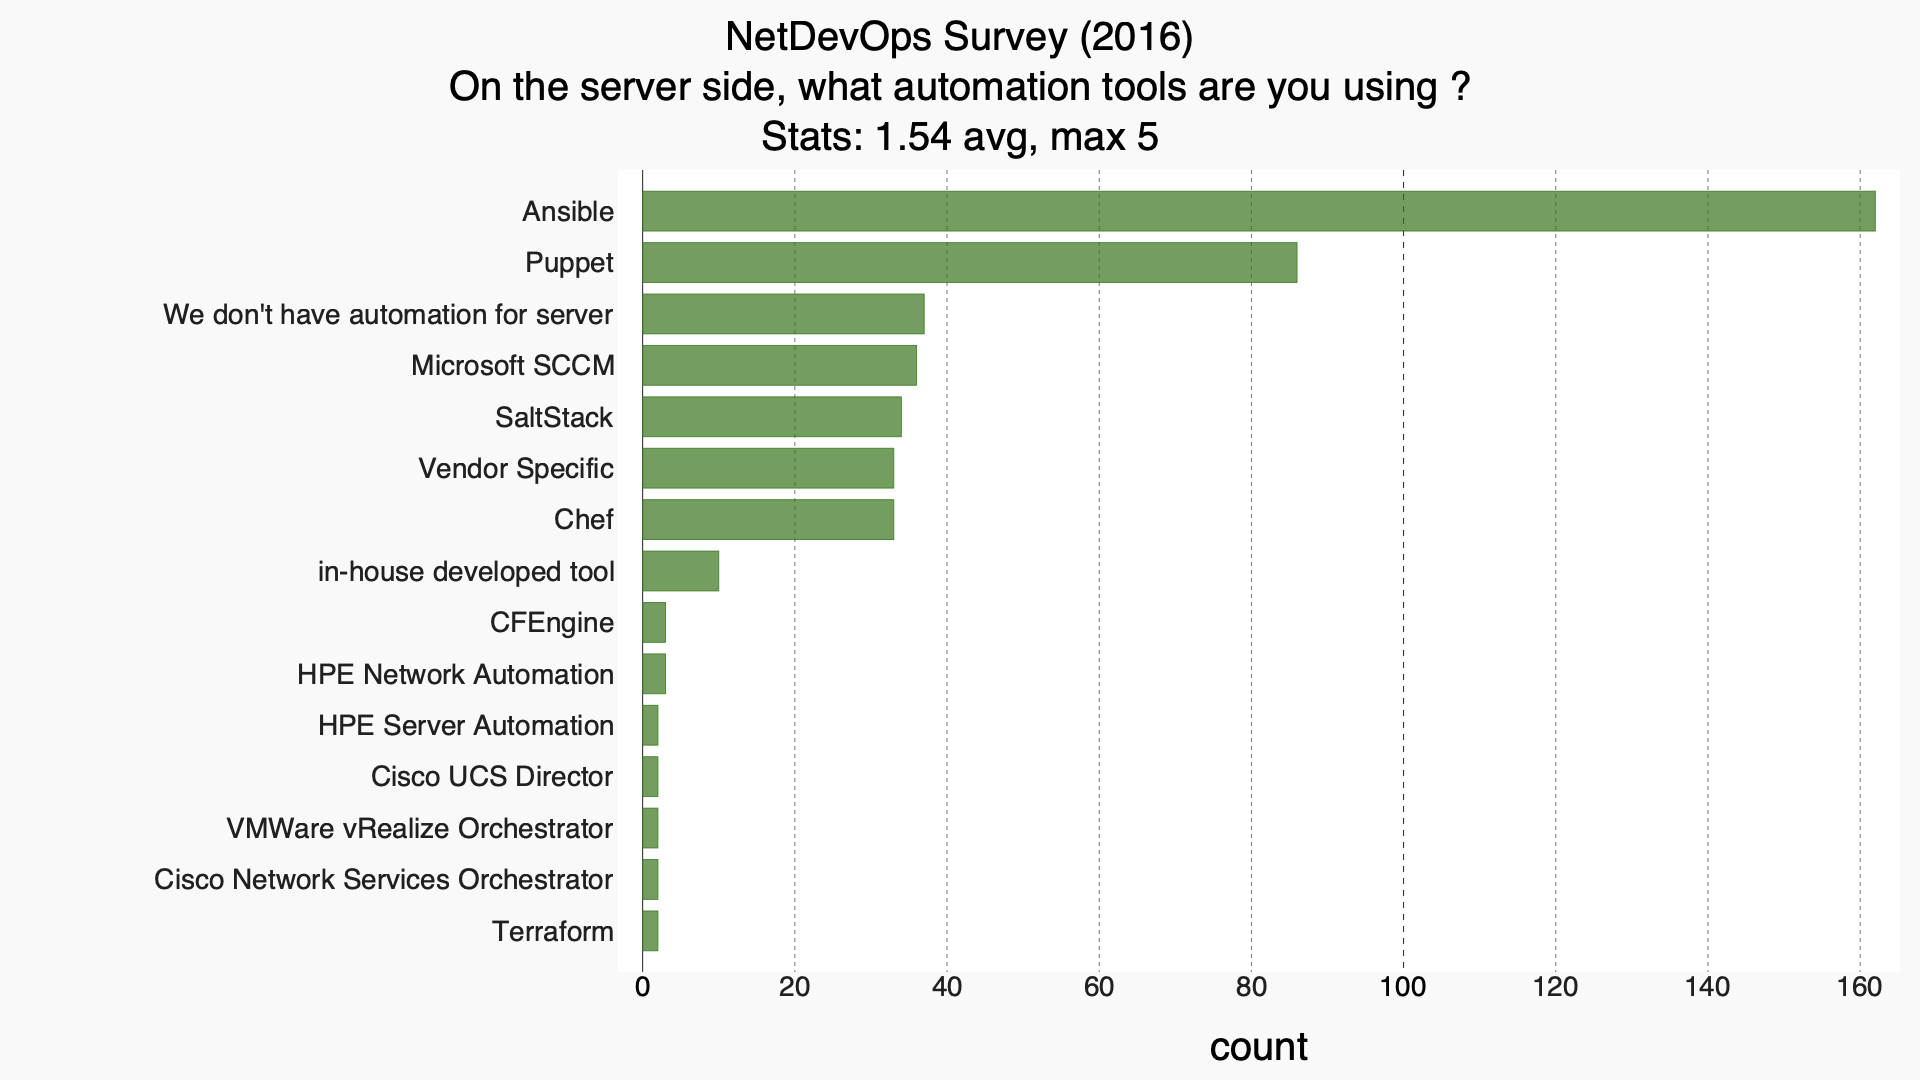 NetDevOps Survey (2016)
On the server side, what automation tools are you using ?
Stats: 1.54 avg, max 5
Ansible
Puppet
We don't have automation for server
Microsoft SCCM
SaltStack
Vendor Specific
Chef
in-house developed tool
CFEngine
HPE Network Automation
HPE Server Automation
Cisco UCS Director
VMWare vRealize Orchestrator
Cisco Network Services Orchestrator
Terraform
0 20 40 60 80 100 120 140 160
count